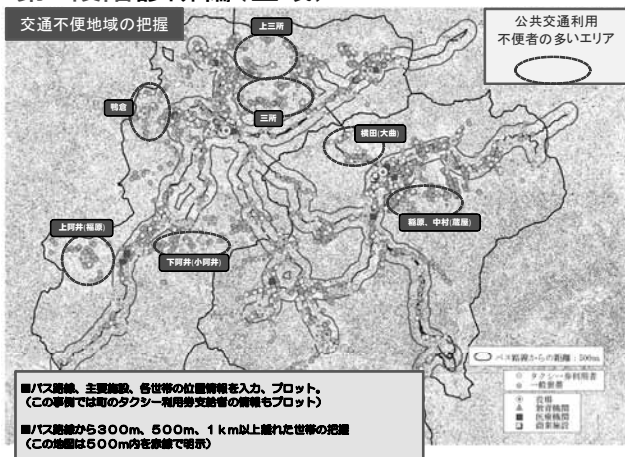 交通不便地域の把握
公共交通利用
不便者の多いエリア
上三所
鴨倉
三所
横田(大曲)
稲原、中村(蔵屋)
上阿井(福原)
下阿井(小阿井)
バス路線からの距離：500m
タクシー券利用者
一般世帯
役場
教育機関
医療機関
商業施設
■バス路線、主要施設、各世帯の位置情報を入力、プロット。
(この事例では町のタクシー利用券支給者の情報もプロット)
■バス路線から300m、500m、1km以上離れた世帯の把握
(この地図は500m内を赤線で明示)